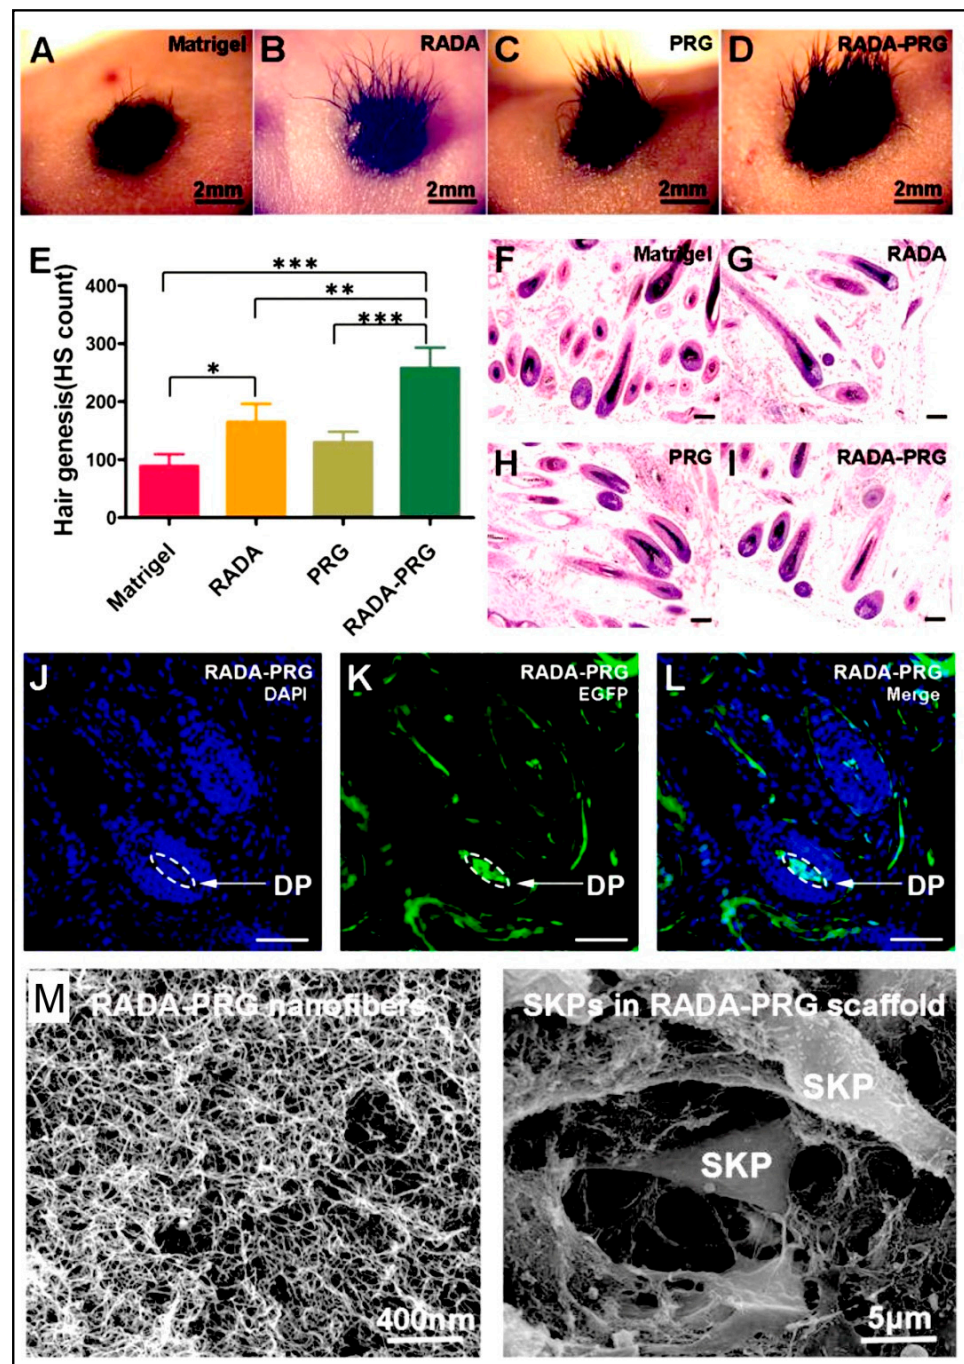 A Matrigel
2mm
B RADA
2mm
C PRG
2mm
D RADA-PRG
2mm
E
Hair genesis(HS count)
400
300
200
100
0
***
**
***
*
Matrigel
RADA
PRG
RADA-PRG
F Matrigel
G RADA
H PRG
I RADA-PRG
J RADA-PRG
DAPI
DP
K RADA-PRG
EGFP
DP
L RADA-PRG
Merge
DP
M RADA-PRG nanofibers
400nm
SKPs in RADA-PRG scaffold
SKP
SKP
5μm